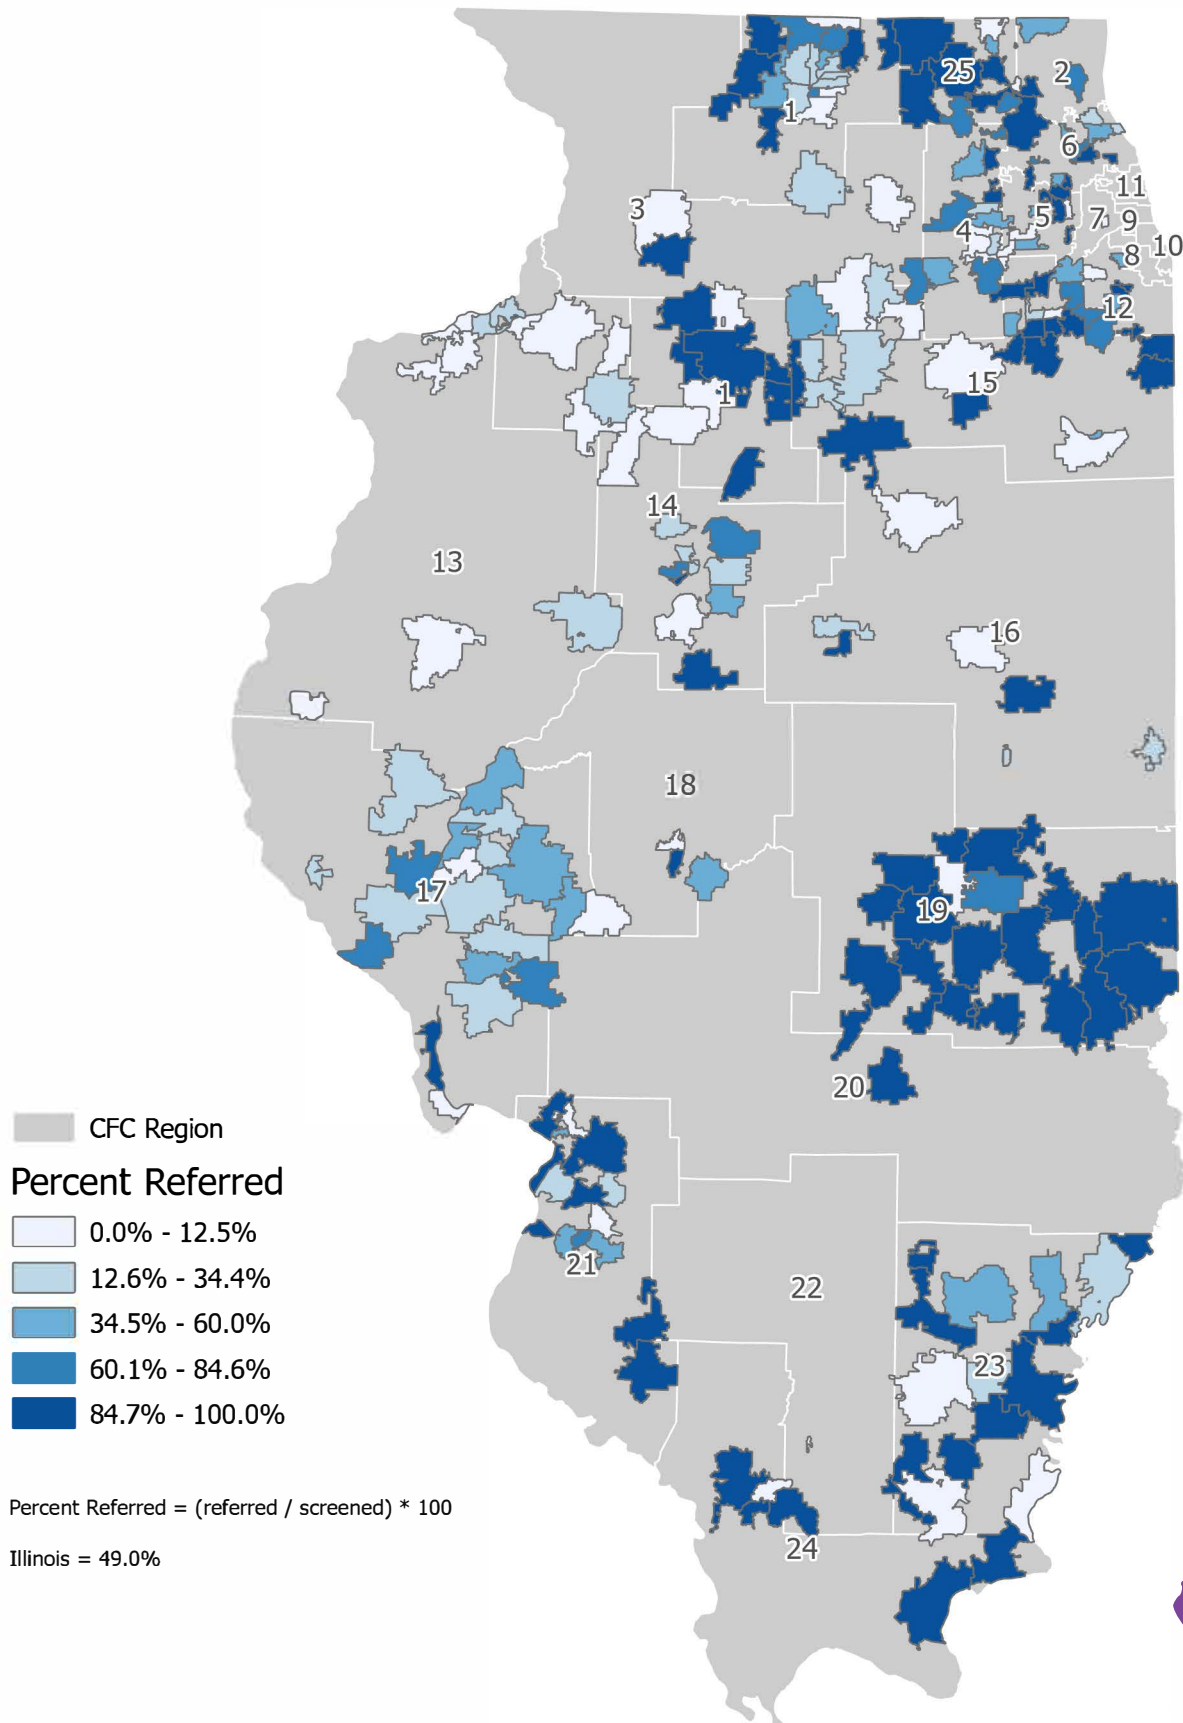 25
2
1
6
11
3
5
7
9
4
10
8
12
15
1
14
13
16
18
17
19
20
CFC Region
Percent Referred
0.0% - 12.5%
12.6% - 34.4%
21
22
34.5% - 60.0%
60.1% - 84.6%
23
84.7% - 100.0%
Percent Referred = (referred / screened) * 100
24
Illinois = 49.0%